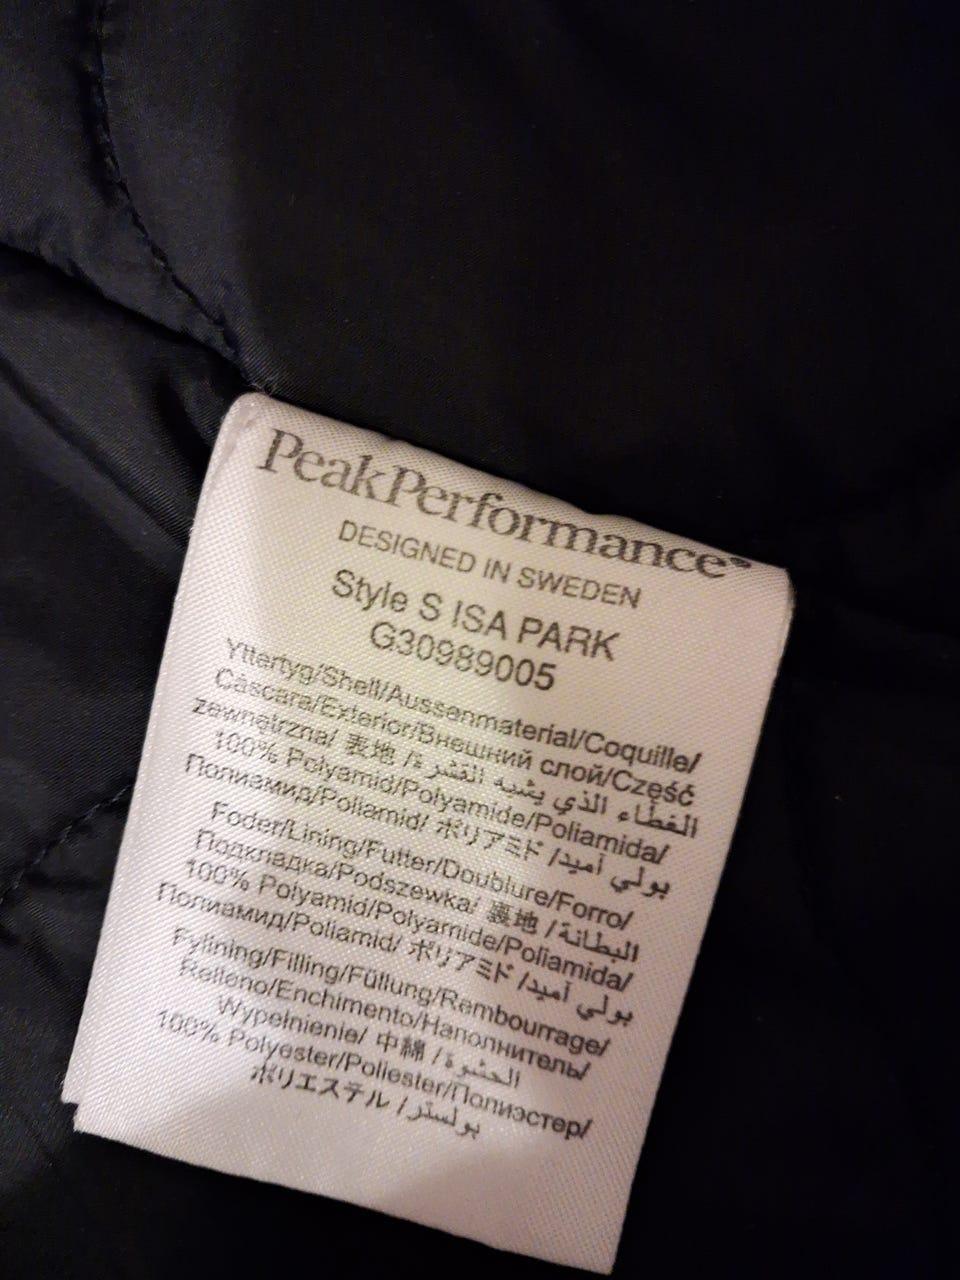 PeakPerformance®
DESIGNED IN SWEDEN
Style S ISA PARK
G30989005
Yttertyg/Shell/Aussenmaterial/Coquille/
Cáscara/Exterior/Внешний слой/Część
zewnętrzna/ 表地 / الغطاء الذي يشبه القشرة
100% Polyamid/Polyamide/Poliamida/
Полиамид/Poliamid/ ポリアミド / بولي أميد
Foder/Lining/Futter/Doublure/Forro/
Подкладка/Podszewka/ 裏地 / البطانة
100% Polyamid/Polyamide/Poliamida/
Полиамид/Poliamid/ ポリアミド / بولي أميد
Fyllning/Filling/Füllung/Rembourrage/
Relleno/Enchimento/Наполнитель/
Wypełnienie/ 中綿 / الحشوة
100% Polyester/Poliester/Полиэстер/
ポリエステル / بولستر